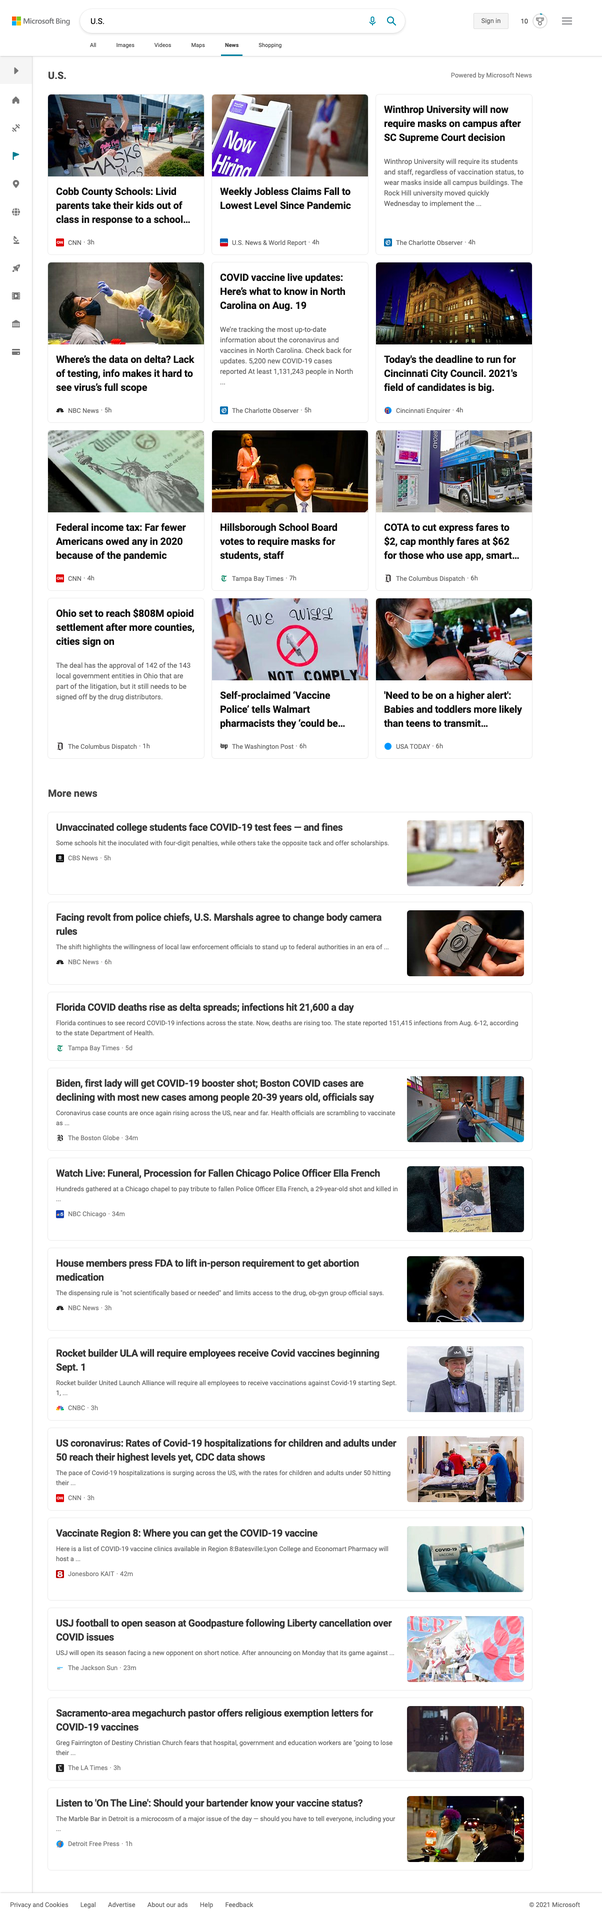 Microsoft Bing
U.S.
Sign in
10
All Images Videos Maps News Shopping
U.S.
Powered by Microsoft News
MASKS
Cobb County Schools: Livid
parents take their kids out of
class in response to a school...
CNN · 3h
Now
Hiring
Weekly Jobless Claims Fall to
Lowest Level Since Pandemic
U.S. News & World Report · 4h
Winthrop University will now
require masks on campus after
SC Supreme Court decision
Winthrop University will require its students
and staff, regardless of vaccination status, to
wear masks inside all campus buildings. The
Rock Hill university moved quickly
Wednesday to implement the ...
The Charlotte Observer · 4h
Where's the data on delta? Lack
of testing, info makes it hard to
see virus's full scope
NBC News · 5h
COVID vaccine live updates:
Here's what to know in North
Carolina on Aug. 19
We're tracking the most up-to-date
information about the coronavirus and
vaccines in North Carolina. Check back for
updates. 5,200 new COVID-19 cases
reported At least 1,131,243 people in North
...
The Charlotte Observer · 5h
Today's the deadline to run for
Cincinnati City Council. 2021's
field of candidates is big.
Cincinnati Enquirer · 4h
Federal income tax: Far fewer
Americans owed any in 2020
because of the pandemic
CNN · 4h
Hillsborough School Board
votes to require masks for
students, staff
Tampa Bay Times · 7h
COTA to cut express fares to
$2, cap monthly fares at $62
for those who use app, smart...
The Columbus Dispatch · 6h
Ohio set to reach $808M opioid
settlement after more counties,
cities sign on
The deal has the approval of 142 of the 143
local government entities in Ohio that are
part of the litigation, but it still needs to be
signed off by the drug distributors.
The Columbus Dispatch · 1h
WE WILL
NOT COMPLY
Self-proclaimed 'Vaccine
Police' tells Walmart
pharmacists they 'could be...
The Washington Post · 6h
'Need to be on a higher alert':
Babies and toddlers more likely
than teens to transmit...
USA TODAY · 6h
More news
Unvaccinated college students face COVID-19 test fees — and fines
Some schools hit the inoculated with four-digit penalties, while others take the opposite tack and offer scholarships.
CBS News · 5h
Facing revolt from police chiefs, U.S. Marshals agree to change body camera
rules
The shift highlights the willingness of local law enforcement officials to stand up to federal authorities in an era of ...
NBC News · 6h
Florida COVID deaths rise as delta spreads; infections hit 21,600 a day
Florida continues to see record COVID-19 infections across the state. Now, deaths are rising too. The state reported 151,415 infections from Aug. 6-12, according
to the state Department of Health.
Tampa Bay Times · 5d
Biden, first lady will get COVID-19 booster shot; Boston COVID cases are
declining with most new cases among people 20-39 years old, officials say
Coronavirus case counts are once again rising across the US, near and far. Health officials are scrambling to vaccinate
as ...
The Boston Globe · 34m
Watch Live: Funeral, Procession for Fallen Chicago Police Officer Ella French
Hundreds gathered at a Chicago chapel to pay tribute to fallen Police Officer Ella French, a 29-year-old shot and killed in
...
NBC Chicago · 34m
House members press FDA to lift in-person requirement to get abortion
medication
The dispensing rule is "not scientifically based or needed" and limits access to the drug, ob-gyn group official says.
NBC News · 3h
Rocket builder ULA will require employees receive Covid vaccines beginning
Sept. 1
Rocket builder United Launch Alliance will require all employees to receive vaccinations against Covid-19 starting Sept.
1, ...
CNBC · 3h
US coronavirus: Rates of Covid-19 hospitalizations for children and adults under
50 reach their highest levels yet, CDC data shows
The pace of Covid-19 hospitalizations is surging across the US, with the rates for children and adults under 50 hitting
their ...
CNN · 3h
Vaccinate Region 8: Where you can get the COVID-19 vaccine
Here is a list of COVID-19 vaccine clinics available in Region 8:Batesville:Lyon College and Economart Pharmacy will
host a ...
Jonesboro KAIT · 42m
COVID-19
USJ football to open season at Goodpasture following Liberty cancellation over
COVID issues
USJ will open its season facing a new opponent on short notice. After announcing on Monday that its game against ...
The Jackson Sun · 23m
Sacramento-area megachurch pastor offers religious exemption letters for
COVID-19 vaccines
Greg Fairrington of Destiny Christian Church fears that hospital, government and education workers are "going to lose
their ...
The LA Times · 3h
Listen to 'On The Line': Should your bartender know your vaccine status?
The Marble Bar in Detroit is a microcosm of a major issue of the day — should you have to tell everyone, including your
...
Detroit Free Press · 1h
Privacy and Cookies Legal Advertise About our ads Help Feedback
© 2021 Microsoft